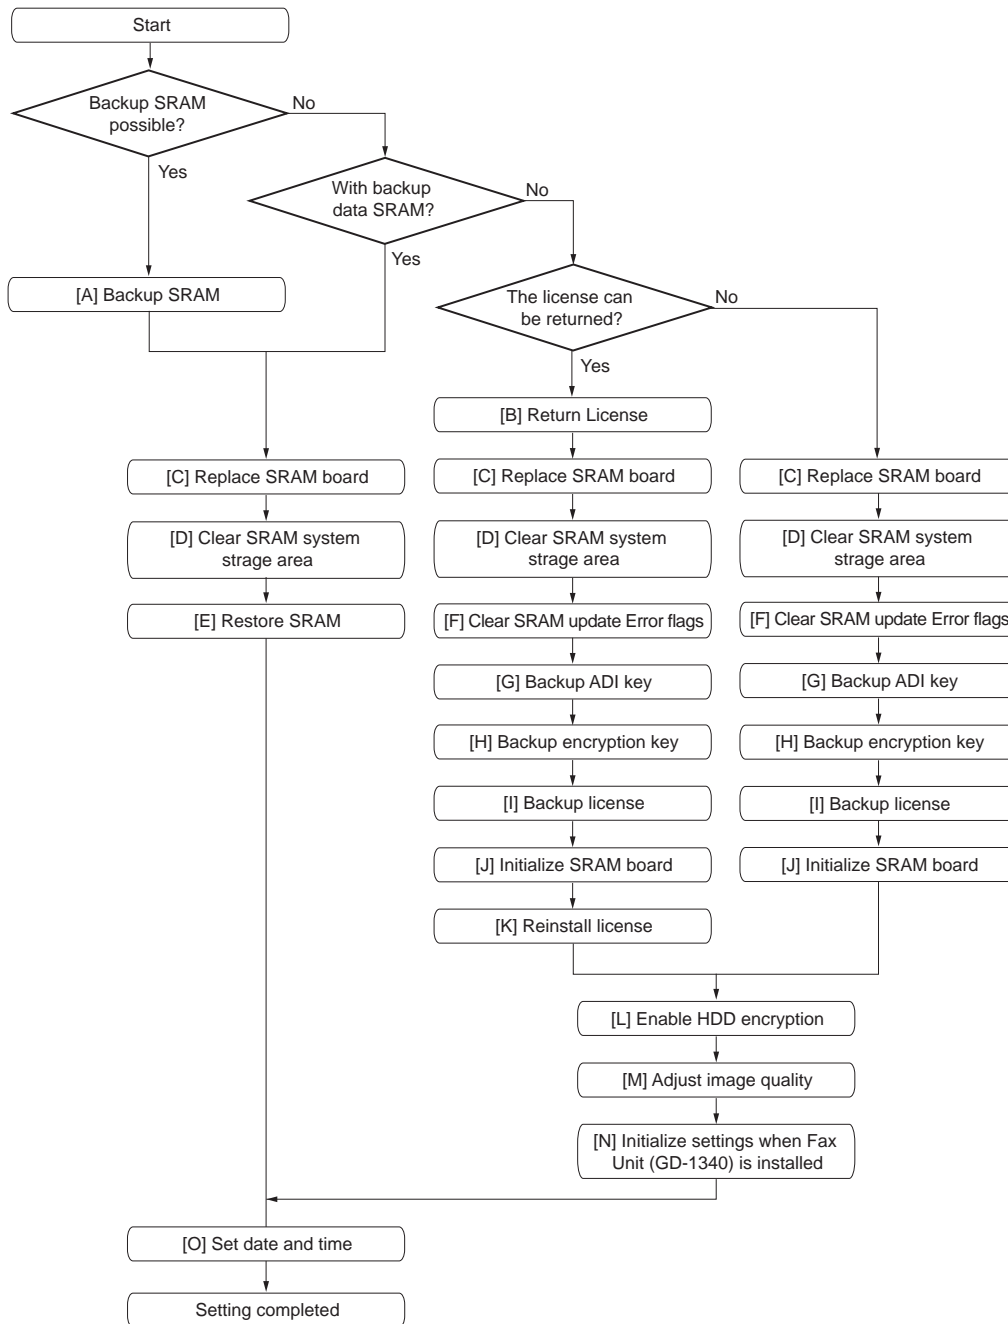 Start
Backup SRAM
possible?
No
Yes
With backup
data SRAM?
No
Yes
[A] Backup SRAM
The license can
be returned?
No
Yes
[B] Return License
[C] Replace SRAM board
[C] Replace SRAM board
[C] Replace SRAM board
[D] Clear SRAM system
strage area
[D] Clear SRAM system
strage area
[D] Clear SRAM system
strage area
[E] Restore SRAM
[F] Clear SRAM update Error flags
[F] Clear SRAM update Error flags
[G] Backup ADI key
[G] Backup ADI key
[H] Backup encryption key
[H] Backup encryption key
[I] Backup license
[I] Backup license
[J] Initialize SRAM board
[J] Initialize SRAM board
[K] Reinstall license
[L] Enable HDD encryption
[M] Adjust image quality
[N] Initialize settings when Fax
Unit (GD-1340) is installed
[O] Set date and time
Setting completed